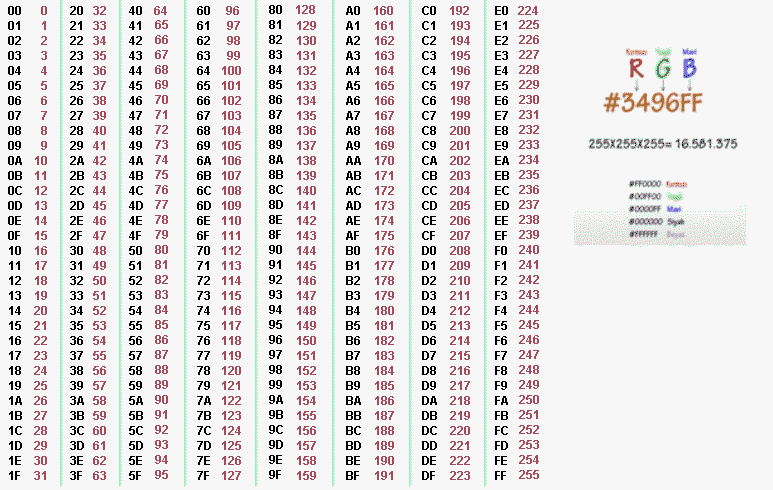 00 0 20 32 40 64 60 96 80 128 A0 160 C0 192 E0 224
01 1 21 33 41 65 61 97 81 129 A1 161 C1 193 E1 225
02 2 22 34 42 66 62 98 82 130 A2 162 C2 194 E2 226
03 3 23 35 43 67 63 99 83 131 A3 163 C3 195 E3 227
04 4 24 36 44 68 64 100 84 132 A4 164 C4 196 E4 228
05 5 25 37 45 69 65 101 85 133 A5 165 C5 197 E5 229
06 6 26 38 46 70 66 102 86 134 A6 166 C6 198 E6 230
07 7 27 39 47 71 67 103 87 135 A7 167 C7 199 E7 231
08 8 28 40 48 72 68 104 88 136 A8 168 C8 200 E8 232
09 9 29 41 49 73 69 105 89 137 A9 169 C9 201 E9 233
0A 10 2A 42 4A 74 6A 106 8A 138 AA 170 CA 202 EA 234
0B 11 2B 43 4B 75 6B 107 8B 139 AB 171 CB 203 EB 235
0C 12 2C 44 4C 76 6C 108 8C 140 AC 172 CC 204 EC 236
0D 13 2D 45 4D 77 6D 109 8D 141 AD 173 CD 205 ED 237
0E 14 2E 46 4E 78 6E 110 8E 142 AE 174 CE 206 EE 238
0F 15 2F 47 4F 79 6F 111 8F 143 AF 175 CF 207 EF 239
10 16 30 48 50 80 70 112 90 144 B0 176 D0 208 F0 240
11 17 31 49 51 81 71 113 91 145 B1 177 D1 209 F1 241
12 18 32 50 52 82 72 114 92 146 B2 178 D2 210 F2 242
13 19 33 51 53 83 73 115 93 147 B3 179 D3 211 F3 243
14 20 34 52 54 84 74 116 94 148 B4 180 D4 212 F4 244
15 21 35 53 55 85 75 117 95 149 B5 181 D5 213 F5 245
16 22 36 54 56 86 76 118 96 150 B6 182 D6 214 F6 246
17 23 37 55 57 87 77 119 97 151 B7 183 D7 215 F7 247
18 24 38 56 58 88 78 120 98 152 B8 184 D8 216 F8 248
19 25 39 57 59 89 79 121 99 153 B9 185 D9 217 F9 249
1A 26 3A 58 5A 90 7A 122 9A 154 BA 186 DA 218 FA 250
1B 27 3B 59 5B 91 7B 123 9B 155 BB 187 DB 219 FB 251
1C 28 3C 60 5C 92 7C 124 9C 156 BC 188 DC 220 FC 252
1D 29 3D 61 5D 93 7D 125 9D 157 BD 189 DD 221 FD 253
1E 30 3E 62 5E 94 7E 126 9E 158 BE 190 DE 222 FE 254
1F 31 3F 63 5F 95 7F 127 9F 159 BF 191 DF 223 FF 255
Kırmızı Yeşil Mavi
R G B
#3496FF
255X255X255= 16.581.375
#FF0000 Kırmızı
#00FF00 Yeşil
#0000FF Mavi
#000000 Siyah
#FFFFFF Beyaz